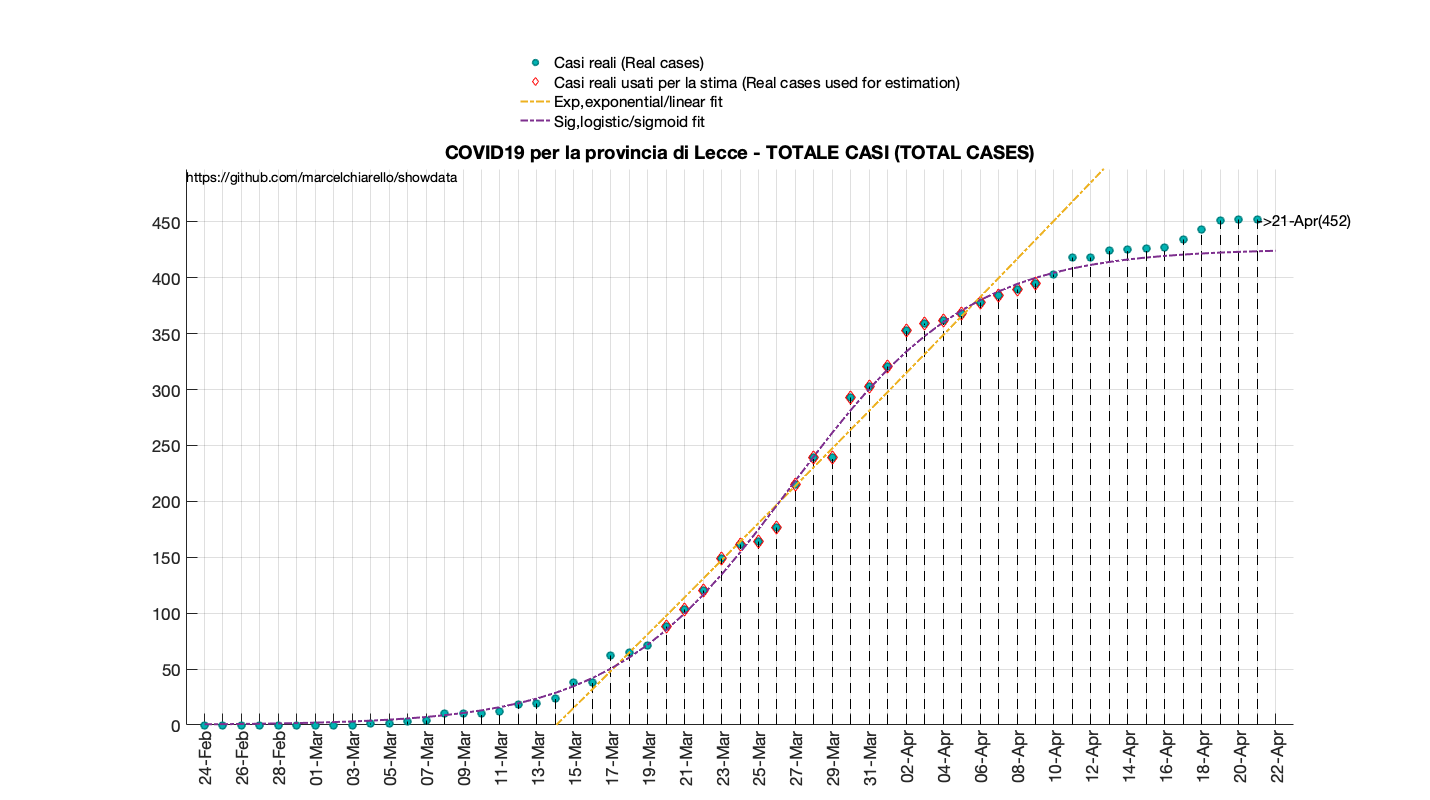 Casi reali (Real cases)
Casi reali usati per la stima (Real cases used for estimation)
Exp,exponential/linear fit
Sig,logistic/sigmoid fit
COVID19 per la provincia di Lecce - TOTALE CASI (TOTAL CASES)
https://github.com/marcelchiarello/showdata
450
>21-Apr(452)
400
350
300
250
200
150
100
50
0
24-Feb
26-Feb
28-Feb
01-Mar
03-Mar
05-Mar
07-Mar
09-Mar
11-Mar
13-Mar
15-Mar
17-Mar
19-Mar
21-Mar
23-Mar
25-Mar
27-Mar
29-Mar
31-Mar
02-Apr
04-Apr
06-Apr
08-Apr
10-Apr
12-Apr
14-Apr
16-Apr
18-Apr
20-Apr
22-Apr